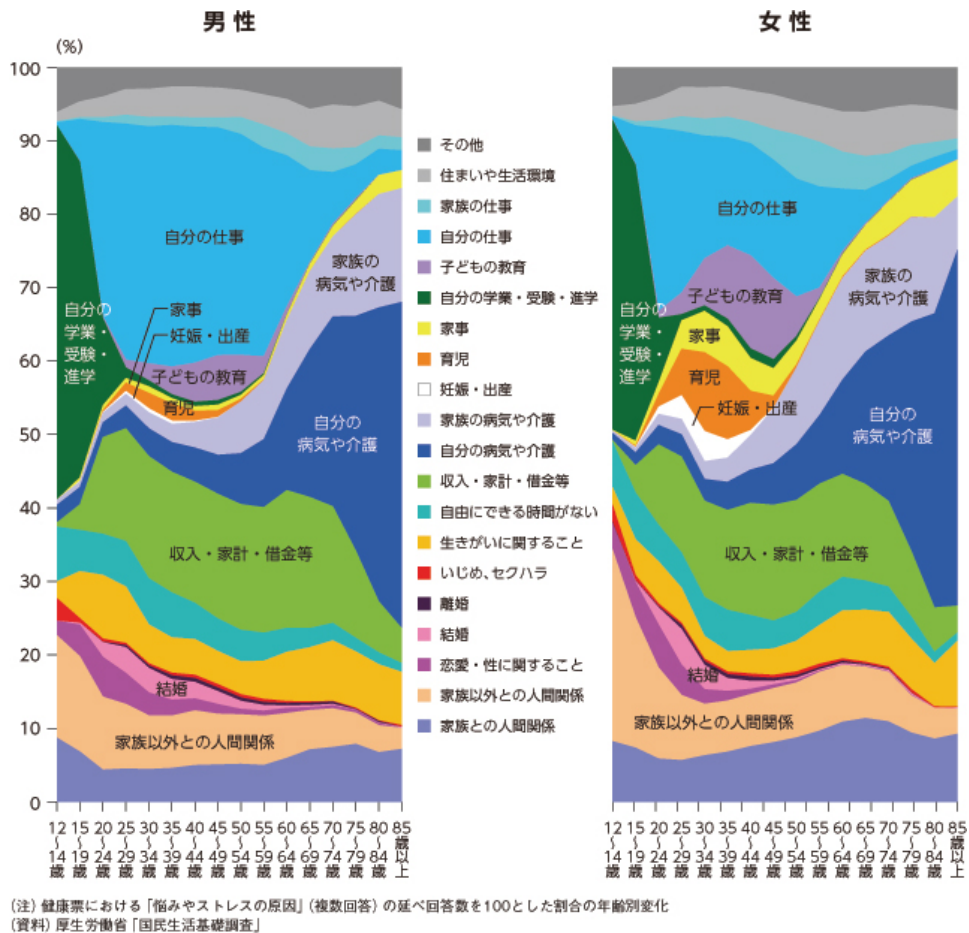 男性
女性
(%)
100
90
80
70
60
50
40
30
20
10
0
自分の仕事
自分の
学業・
受験・
進学
家事
妊娠・出産
子どもの教育
育児
家族の
病気や介護
自分の
病気や介護
収入・家計・借金等
結婚
家族以外との人間関係
12〜14歳
15〜19歳
20〜24歳
25〜29歳
30〜34歳
35〜39歳
40〜44歳
45〜49歳
50〜54歳
55〜59歳
60〜64歳
65〜69歳
70〜74歳
75〜79歳
80〜84歳
85歳以上
その他
住まいや生活環境
家族の仕事
自分の仕事
子どもの教育
自分の学業・受験・進学
家事
育児
妊娠・出産
家族の病気や介護
自分の病気や介護
収入・家計・借金等
自由にできる時間がない
生きがいに関すること
いじめ、セクハラ
離婚
結婚
恋愛・性に関すること
家族以外との人間関係
家族との人間関係
自分の仕事
自分の
学業・
受験・
進学
子どもの教育
家事
育児
妊娠・出産
家族の
病気や介護
自分の
病気や介護
収入・家計・借金等
結婚
家族以外との人間関係
12〜14歳
15〜19歳
20〜24歳
25〜29歳
30〜34歳
35〜39歳
40〜44歳
45〜49歳
50〜54歳
55〜59歳
60〜64歳
65〜69歳
70〜74歳
75〜79歳
80〜84歳
85歳以上
(注) 健康票における「悩みやストレスの原因」(複数回答) の延べ回答数を100とした割合の年齢別変化
(資料) 厚生労働省「国民生活基礎調査」